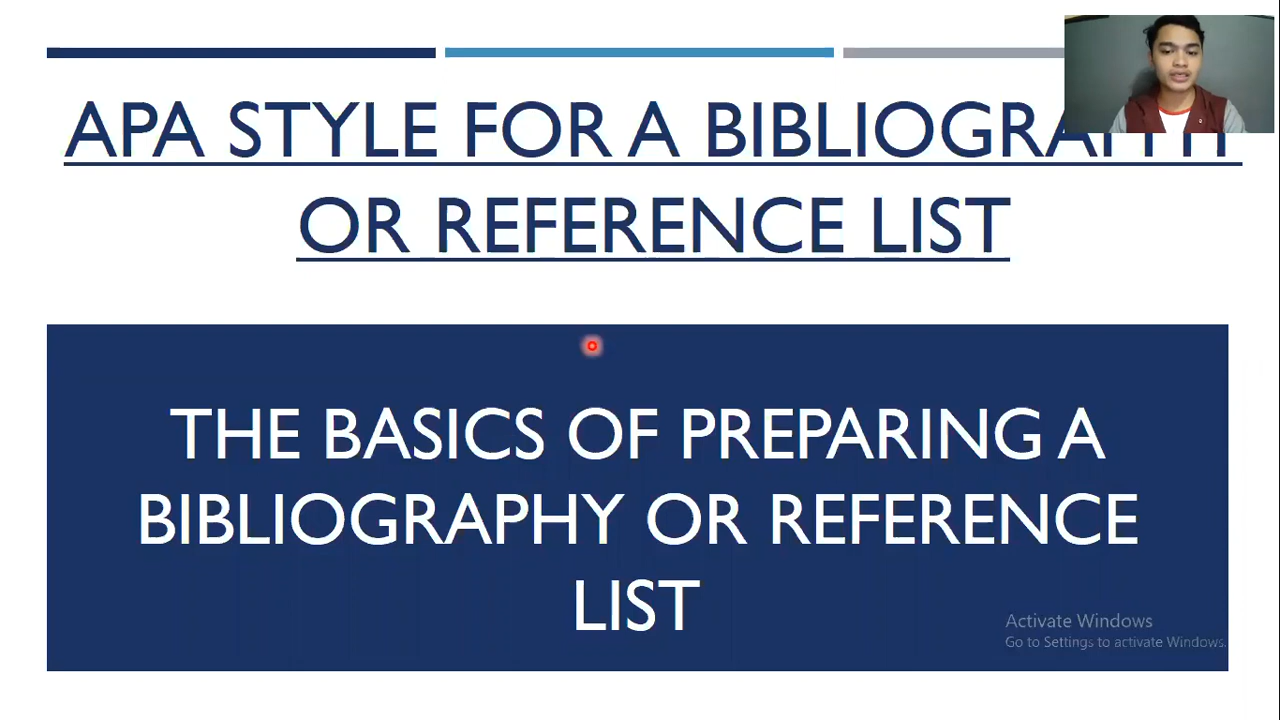 APA STYLE FOR A BIBLIOGRAPHY
OR REFERENCE LIST
THE BASICS OF PREPARING A
BIBLIOGRAPHY OR REFERENCE
LIST
Activate Windows
Go to Settings to activate Windows.